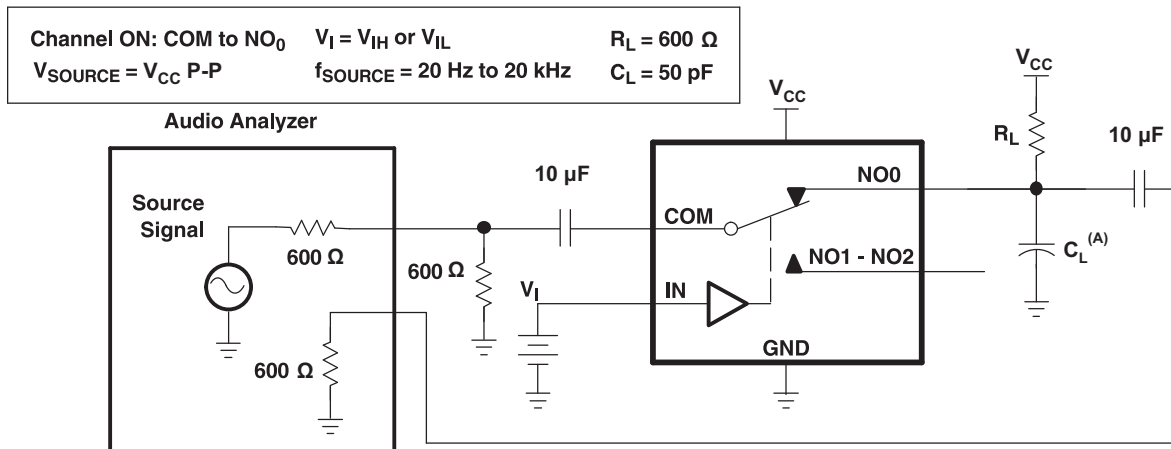 Channel ON: COM to NO0 VI = VIH or VIL RL = 600 Ω
VSOURCE = VCC P-P fSOURCE = 20 Hz to 20 kHz CL = 50 pF
Audio Analyzer
VCC
VCC
RL
10 µF
10 µF
NO0
Source
Signal
COM
600 Ω
600 Ω
NO1 - NO2
CL(A)
VI
IN
GND
600 Ω